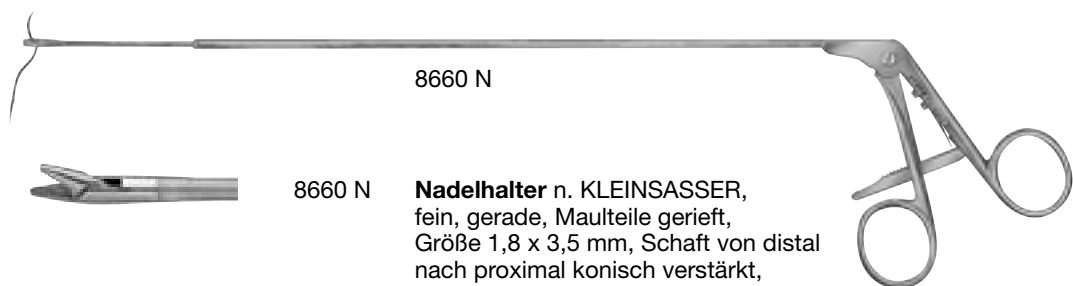 8660 N
8660 N Nadelhalter n. KLEINSASSER,
fein, gerade, Maulteile gerieft,
Größe 1,8 x 3,5 mm, Schaft von distal
nach proximal konisch verstärkt,